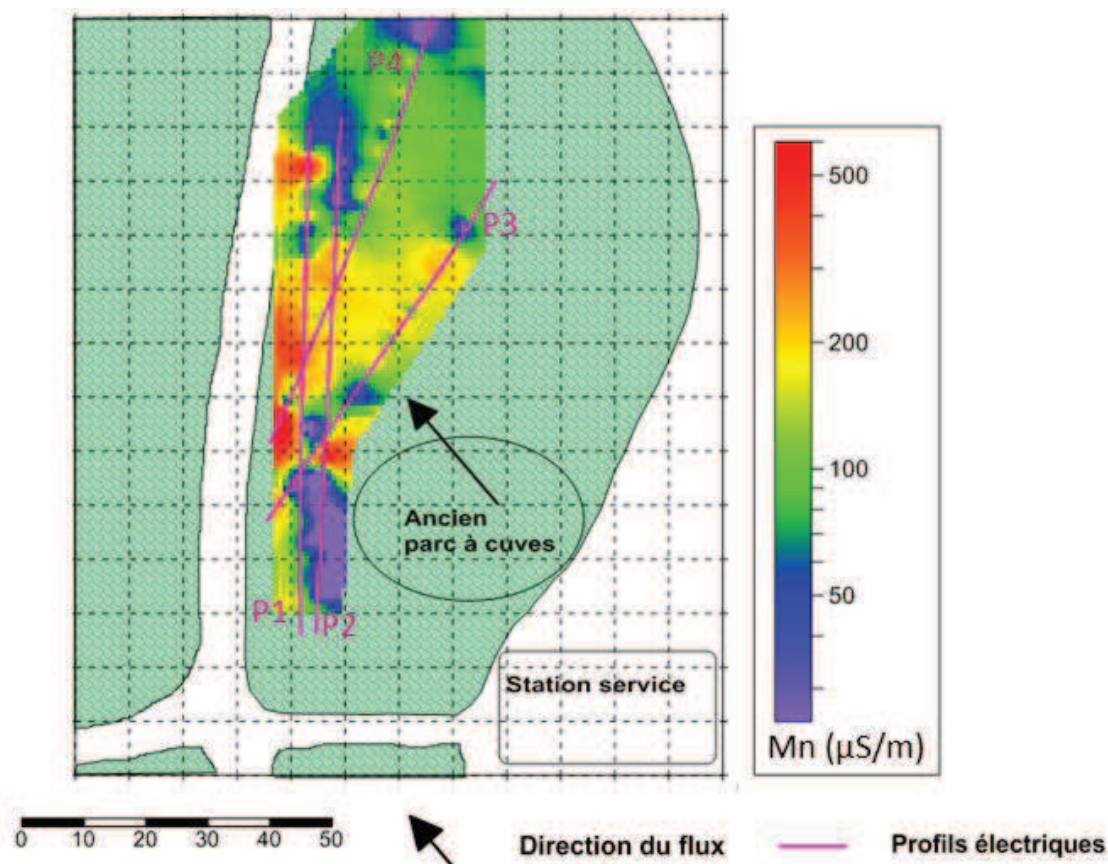 P4
P3
500
200
100
50
Mn (μS/m)
Ancien
parc à cuves
P1
P2
Station service
0 10 20 30 40 50
Direction du flux
Profils électriques